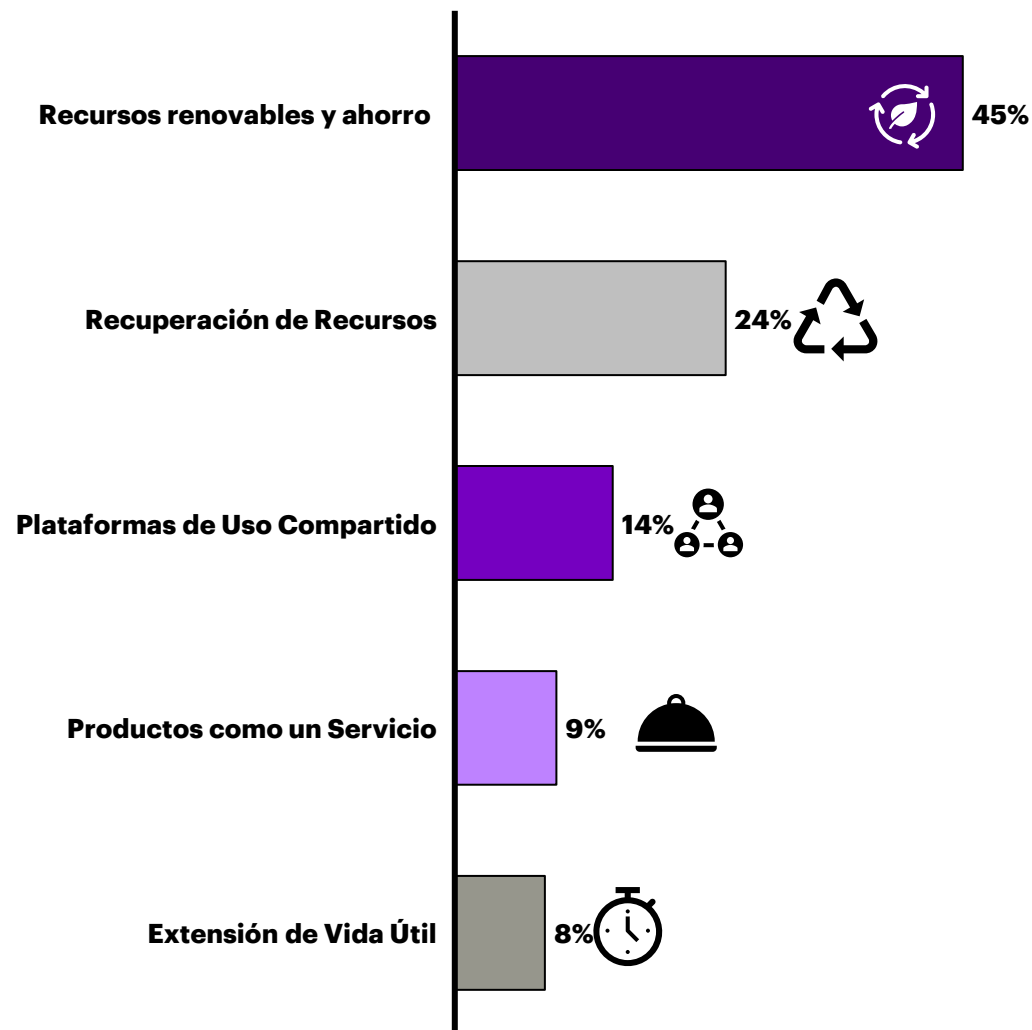 Recursos renovables y ahorro 45%
Recuperación de Recursos 24%
Plataformas de Uso Compartido 14%
Productos como un Servicio 9%
Extensión de Vida Útil 8%